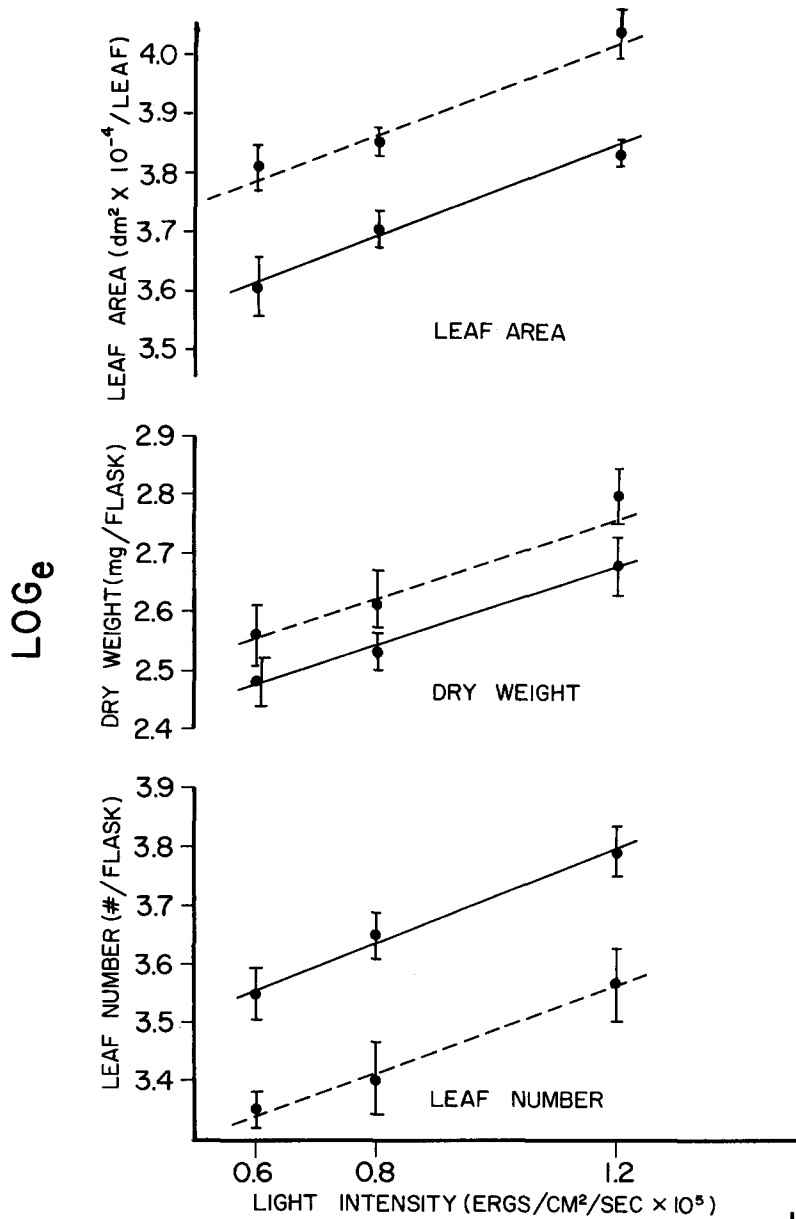 LOGe
LEAF AREA (dm² X 10⁻⁴/LEAF)
4.0
3.9
3.8
3.7
3.6
3.5
LEAF AREA
DRY WEIGHT (mg/FLASK)
2.9
2.8
2.7
2.6
2.5
2.4
DRY WEIGHT
LEAF NUMBER (#/FLASK)
3.9
3.8
3.7
3.6
3.5
3.4
LEAF NUMBER
0.6 0.8 1.2
LIGHT INTENSITY (ERGS/CM²/SEC × 10⁵)